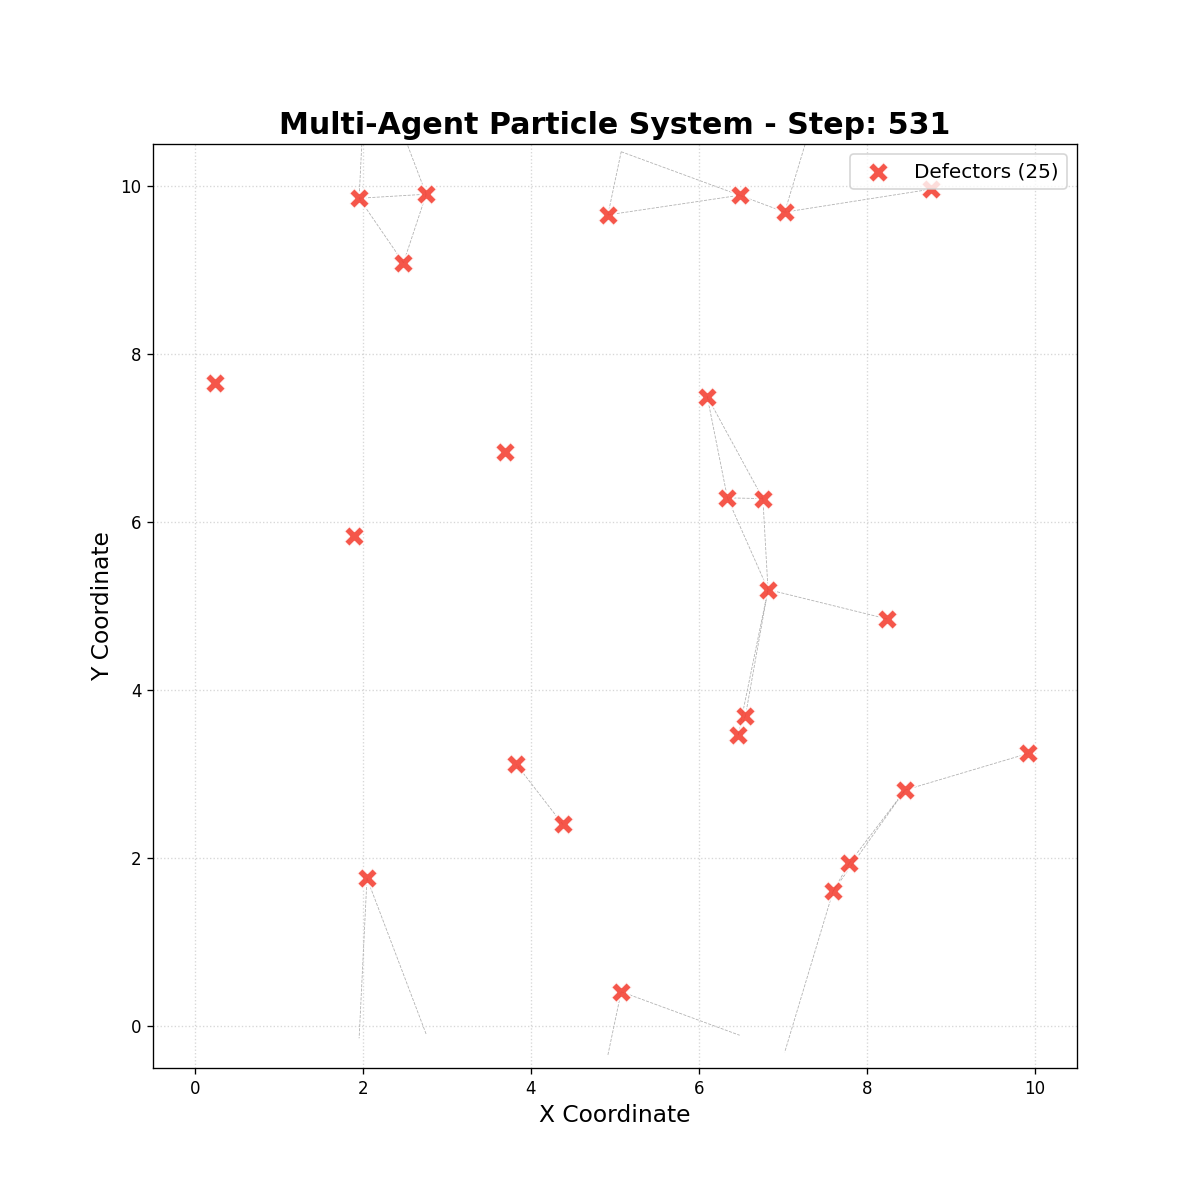 Multi-Agent Particle System - Step: 531
Defectors (25)
10
8
6
4
2
0
Y Coordinate
0 2 4 6 8 10
X Coordinate